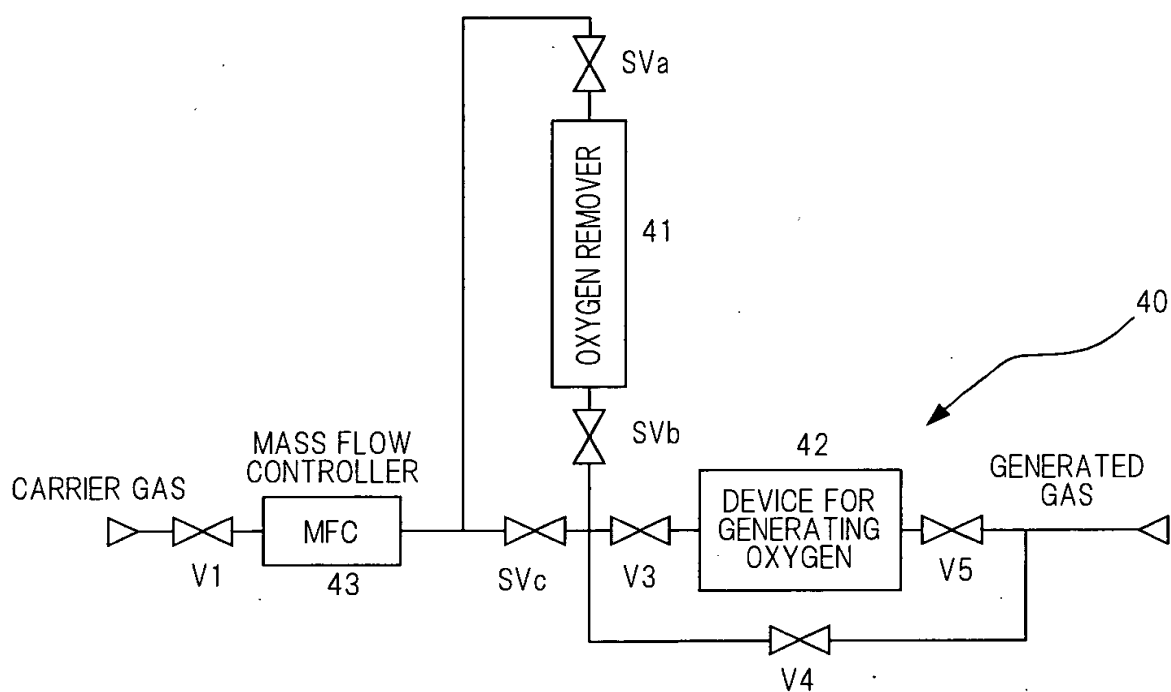 SVa
OXYGEN REMOVER
41
40
SVb
MASS FLOW
CONTROLLER
42
CARRIER GAS
GENERATED
GAS
MFC
DEVICE FOR
GENERATING
OXYGEN
V1
43
SVc
V3
V5
V4